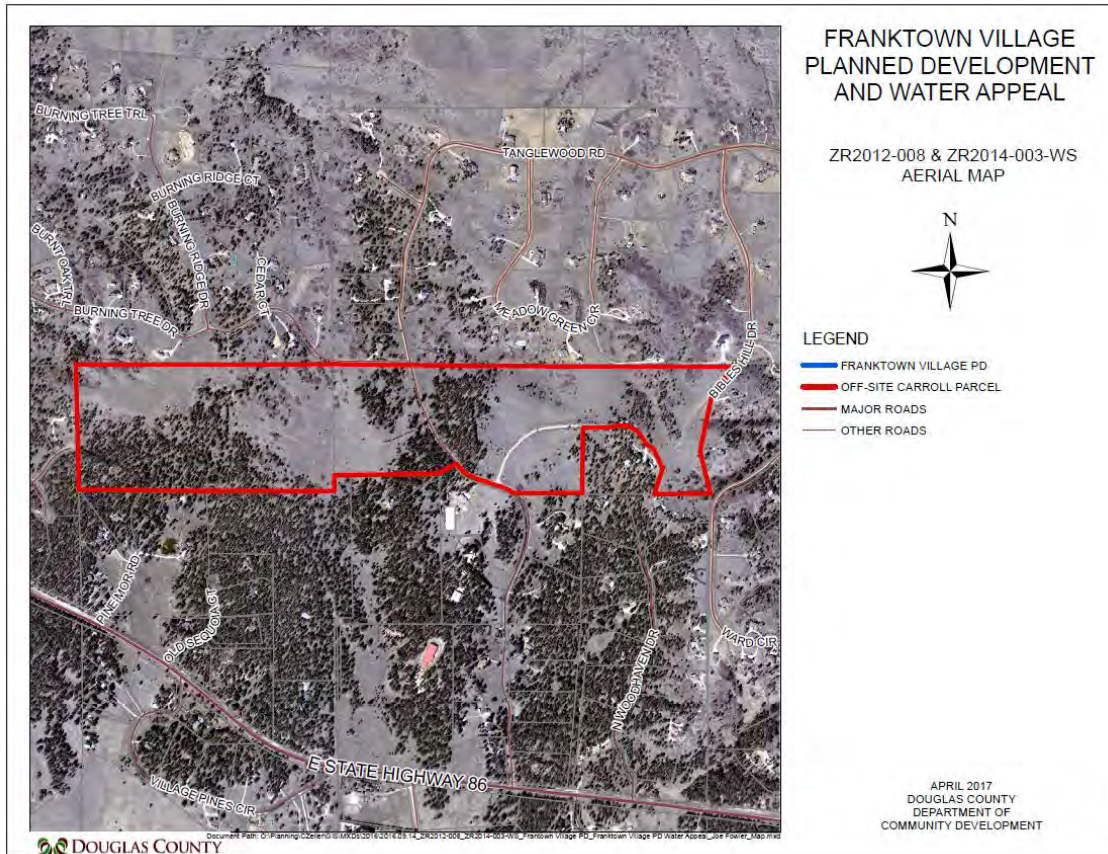 FRANKTOWN VILLAGE
PLANNED DEVELOPMENT
AND WATER APPEAL
ZR2012-008 & ZR2014-003-WS
AERIAL MAP
N
LEGEND
FRANKTOWN VILLAGE PD
OFF-SITE CARROLL PARCEL
MAJOR ROADS
OTHER ROADS
BURNING TREE TRL
BURNING RIDGE CT
BURNING RIDGE DR
BURNT OAK TRL
BURNING TREE DR
CEDAR CT
TANGLEWOOD RD
MEADOW GREEN CIR
BIBLES HILL DR
PINE MOR RD
OLD SEQUOIA CT
N WOODHAVEN DR
WARD CIR
E STATE HIGHWAY 86
VILLAGE PINES CIR
APRIL 2017
DOUGLAS COUNTY
DEPARTMENT OF
COMMUNITY DEVELOPMENT
DOUGLAS COUNTY